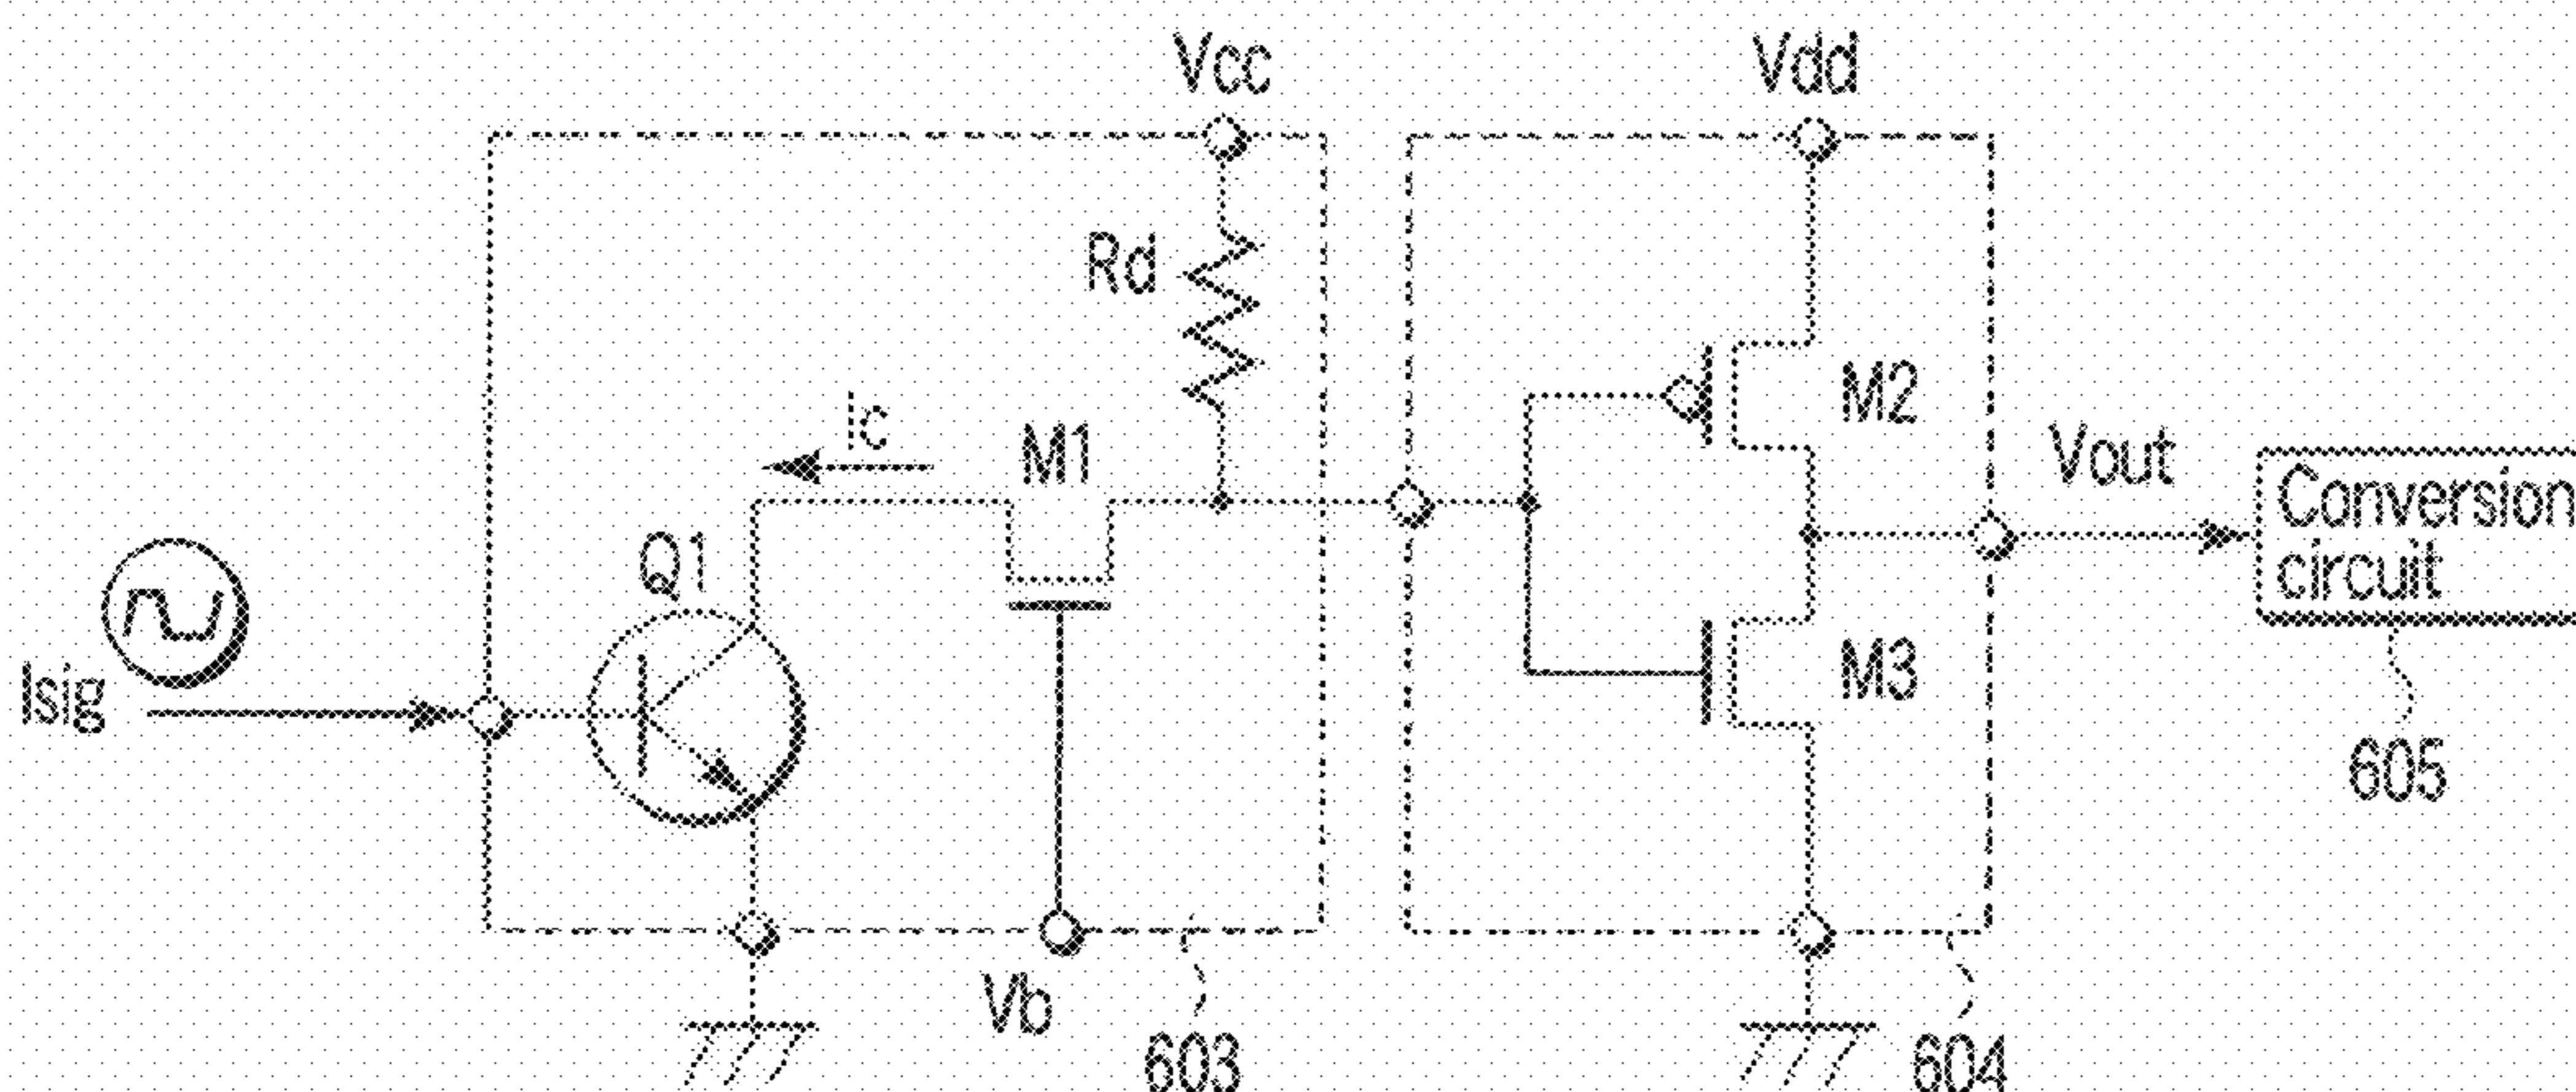 Vcc
Vdd
Rd
Ic
M1
M2
Vout
Conversion
circuit
Q1
Isig
M3
605
Vb
603
604